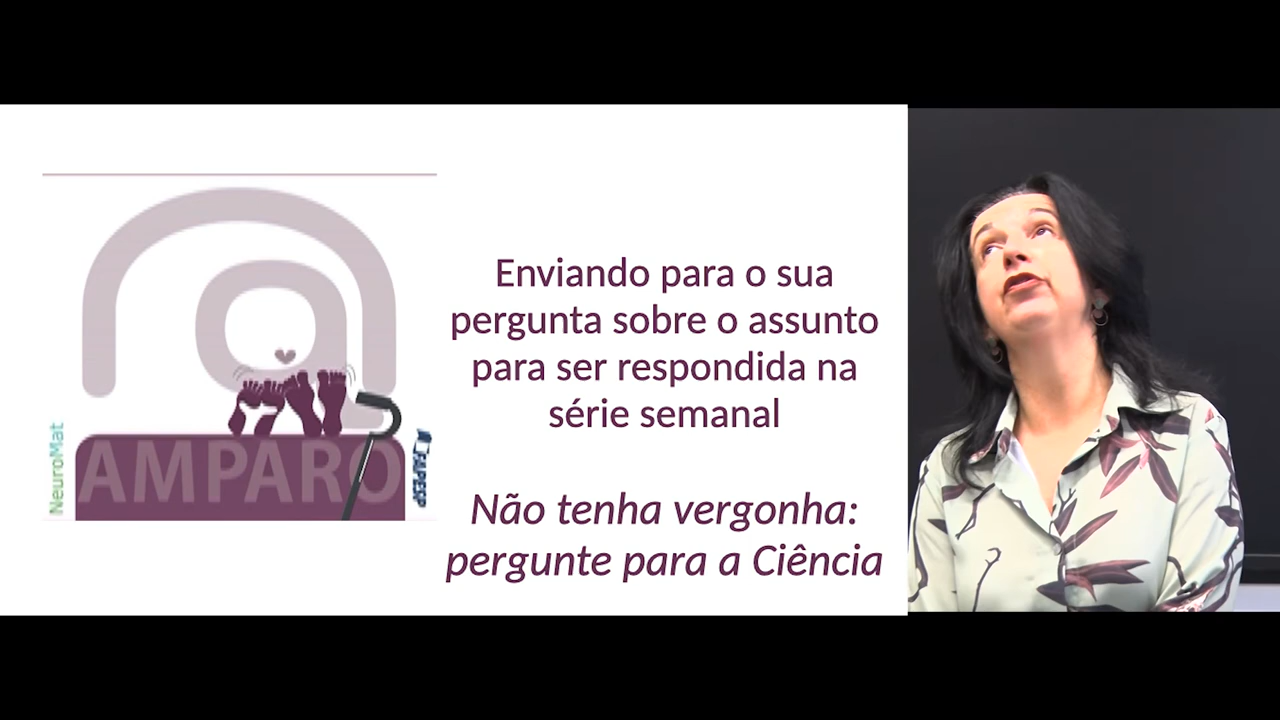 Enviando para o sua
pergunta sobre o assunto
para ser respondida na
série semanal
Não tenha vergonha:
pergunte para a Ciência
NeuroMat
AMPARO
FAPESP